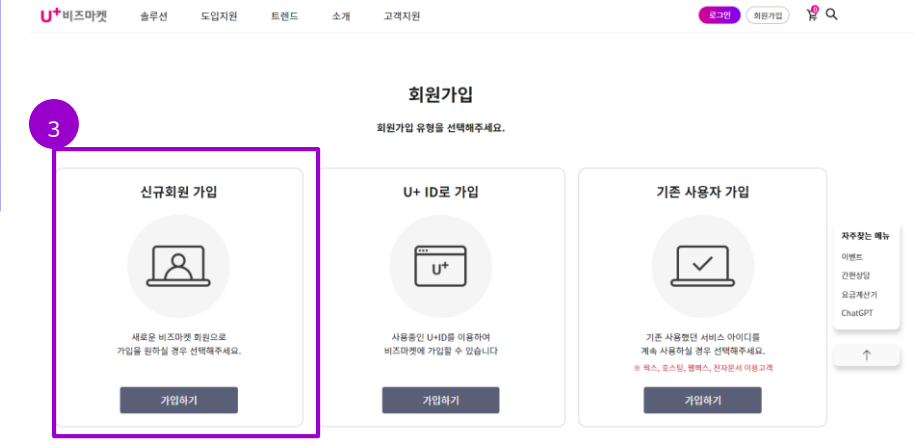 U+비즈마켓 솔루션 도입지원 트렌드 소개 고객지원 로그인 회원가입 0
회원가입
회원가입 유형을 선택해주세요.
3
신규회원 가입
새로운 비즈마켓 회원으로
가입을 원하실 경우 선택해주세요.
가입하기
U+ ID로 가입
U+
사용중인 U+ID를 이용하여
비즈마켓에 가입할 수 있습니다
가입하기
기존 사용자 가입
기존 사용했던 서비스 아이디를
계속 사용하실 경우 선택해주세요.
※ 웍스, 호스팅, 웹팩스, 전자문서 이용고객
가입하기
자주찾는 메뉴
이벤트
간편상담
요금계산기
ChatGPT